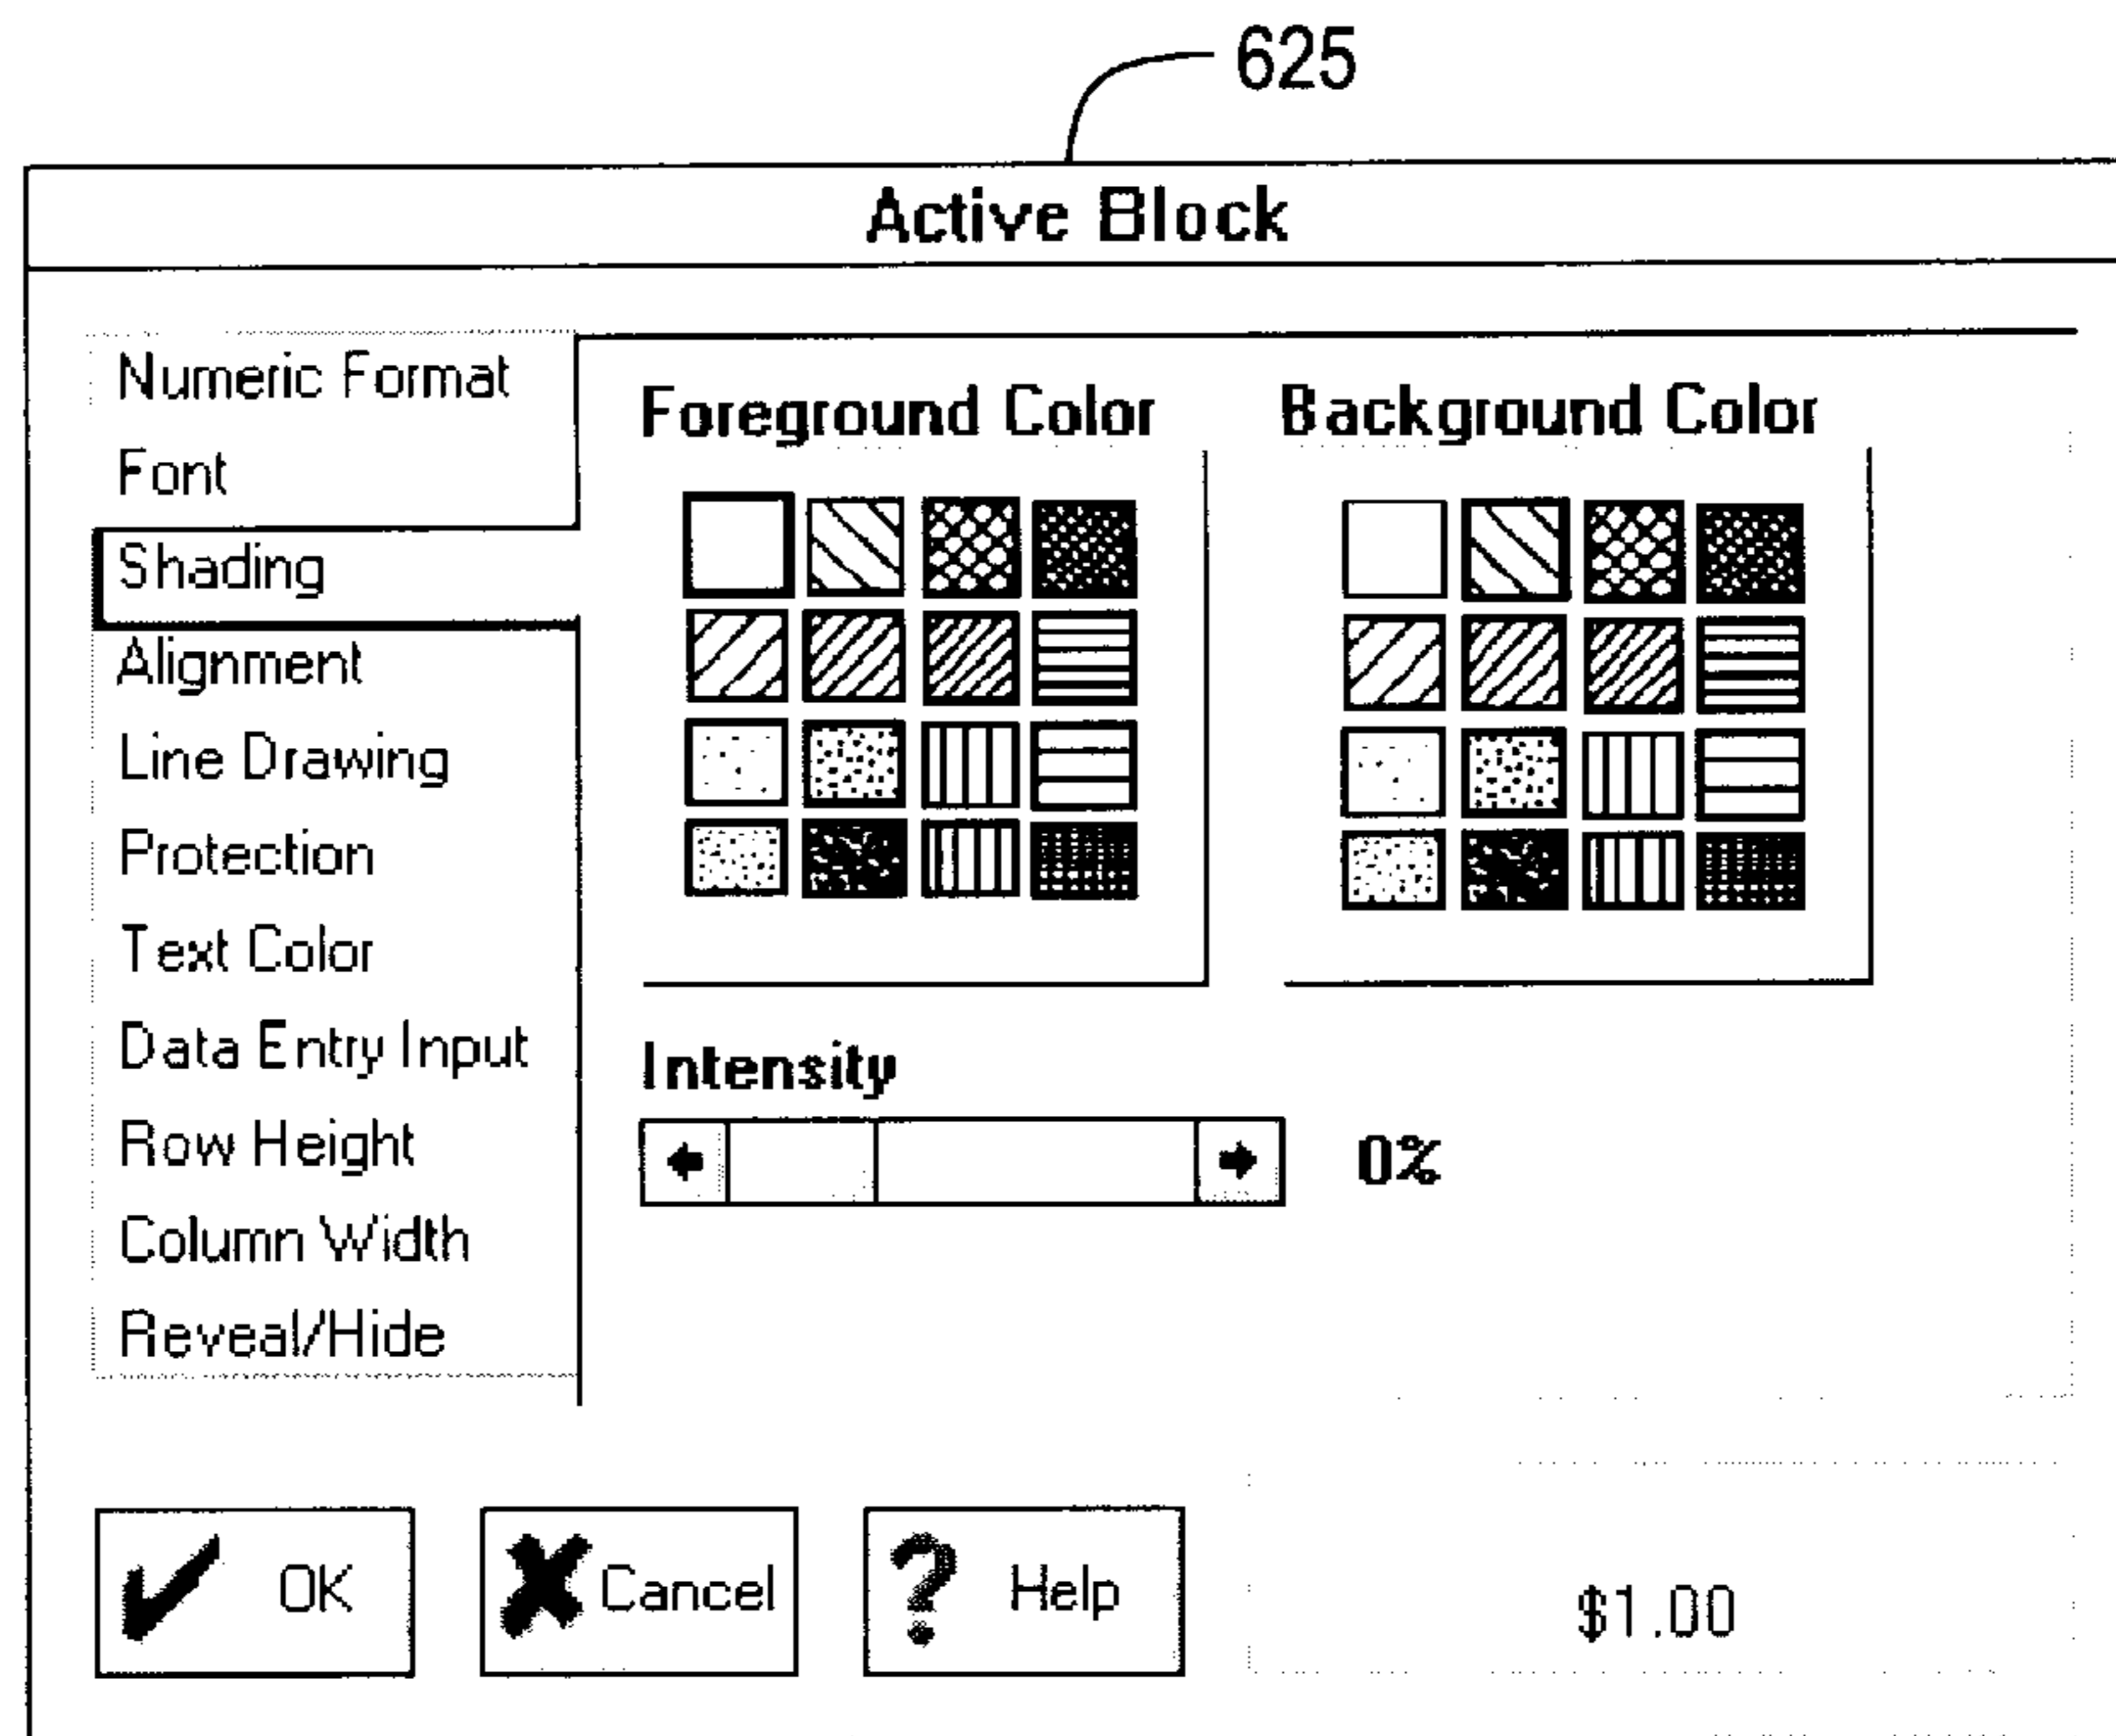 625
Active Block
Numeric Format
Font
Shading
Alignment
Line Drawing
Protection
Text Color
Data Entry Input
Row Height
Column Width
Reveal/Hide
Foreground Color
Background Color
Intensity
0%
OK
Cancel
? Help
$1.00